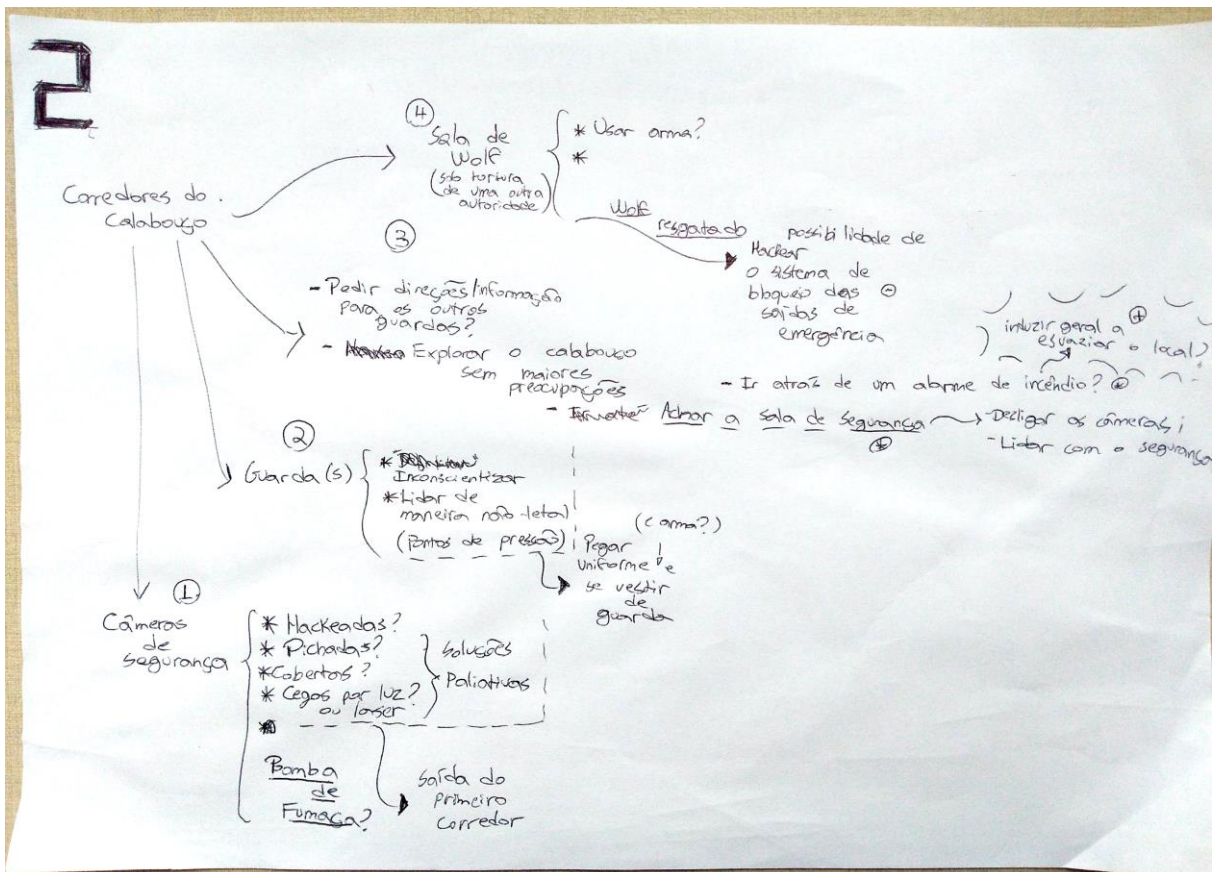 2
Corredores do
Calabouço
④
Sala de
Wolf
(sob tortura
de uma outra
autoridade)
* Usar arma?
*
Wolf
resgatado
possibilidade de
Hackear
o sistema de
bloqueio das ⊖
saídas de
emergência
③
- Pedir direções/informação
para os outros
guardas?
- Explorar o calabouço
sem maiores
preocupações
- Ir atrás de um alarme de incêndio?
induzir geral a ⊕
esvaziar o local?
- Achar a sala de segurança
- Desligar as câmeras;
- Lidar com o segurança
②
Guarda(s)
* Inconscientizar
* Lidar de
maneira não-letal
(Pontos de pressão)
(e arma?)
Pegar
uniforme e
se vestir
de
guarda
①
Câmeras
de
segurança
* Hackeadas?
* Pichadas?
* Cobertas?
* Cegas por luz?
ou laser
Soluções
Paliativas
Bomba
de
Fumaça?
Saída do
primeiro
corredor